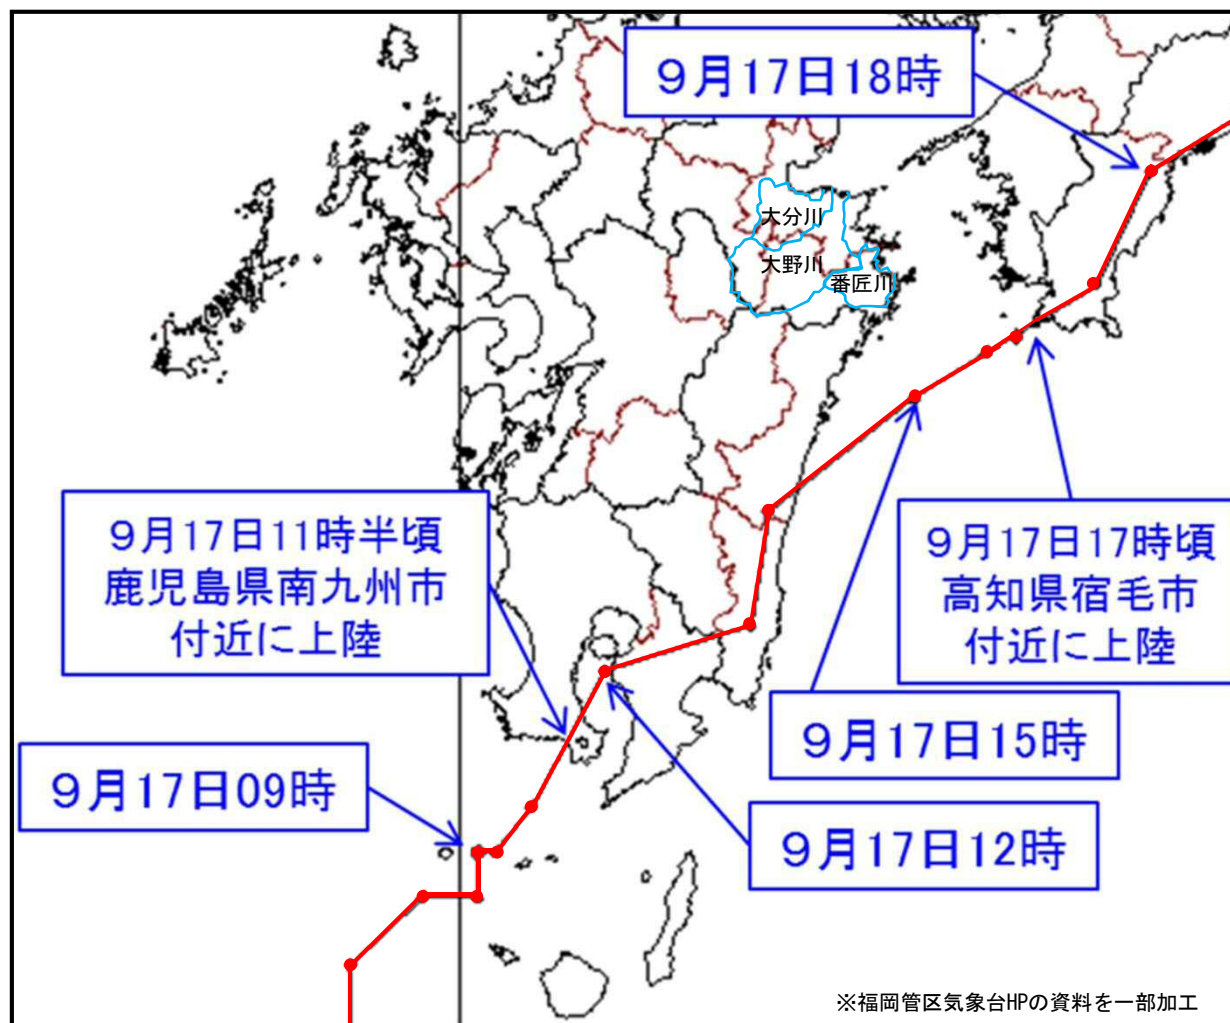 ９月17日18時
大分川
大野川
番匠川
９月17日11時半頃
鹿児島県南九州市
付近に上陸
９月17日17時頃
高知県宿毛市
付近に上陸
９月17日15時
９月17日09時
９月17日12時
※福岡管区気象台HPの資料を一部加工